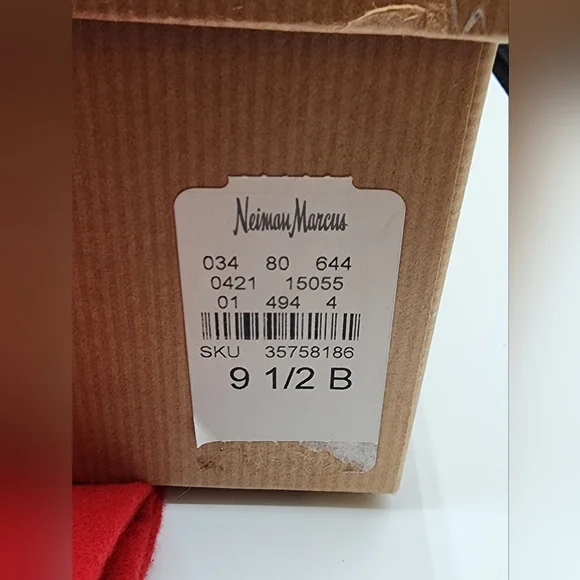 Neiman Marcus
034 80 644
0421 15055
01 494 4
SKU 35758186
9 1/2 B